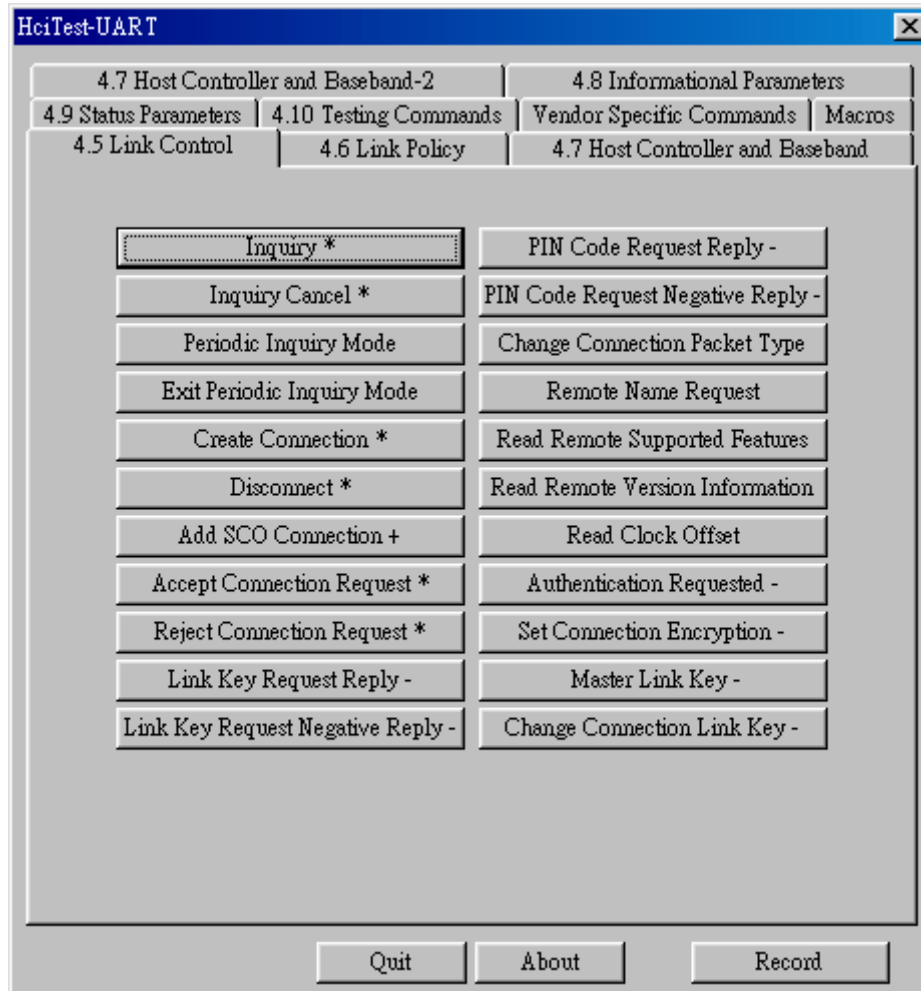 HciTest-UART
4.7 Host Controller and Baseband-2
4.8 Informational Parameters
4.9 Status Parameters
4.10 Testing Commands
Vendor Specific Commands
Macros
4.5 Link Control
4.6 Link Policy
4.7 Host Controller and Baseband
Inquiry *
PIN Code Request Reply -
Inquiry Cancel *
PIN Code Request Negative Reply -
Periodic Inquiry Mode
Change Connection Packet Type
Exit Periodic Inquiry Mode
Remote Name Request
Create Connection *
Read Remote Supported Features
Disconnect *
Read Remote Version Information
Add SCO Connection +
Read Clock Offset
Accept Connection Request *
Authentication Requested -
Reject Connection Request *
Set Connection Encryption -
Link Key Request Reply -
Master Link Key -
Link Key Request Negative Reply -
Change Connection Link Key -
Quit
About
Record